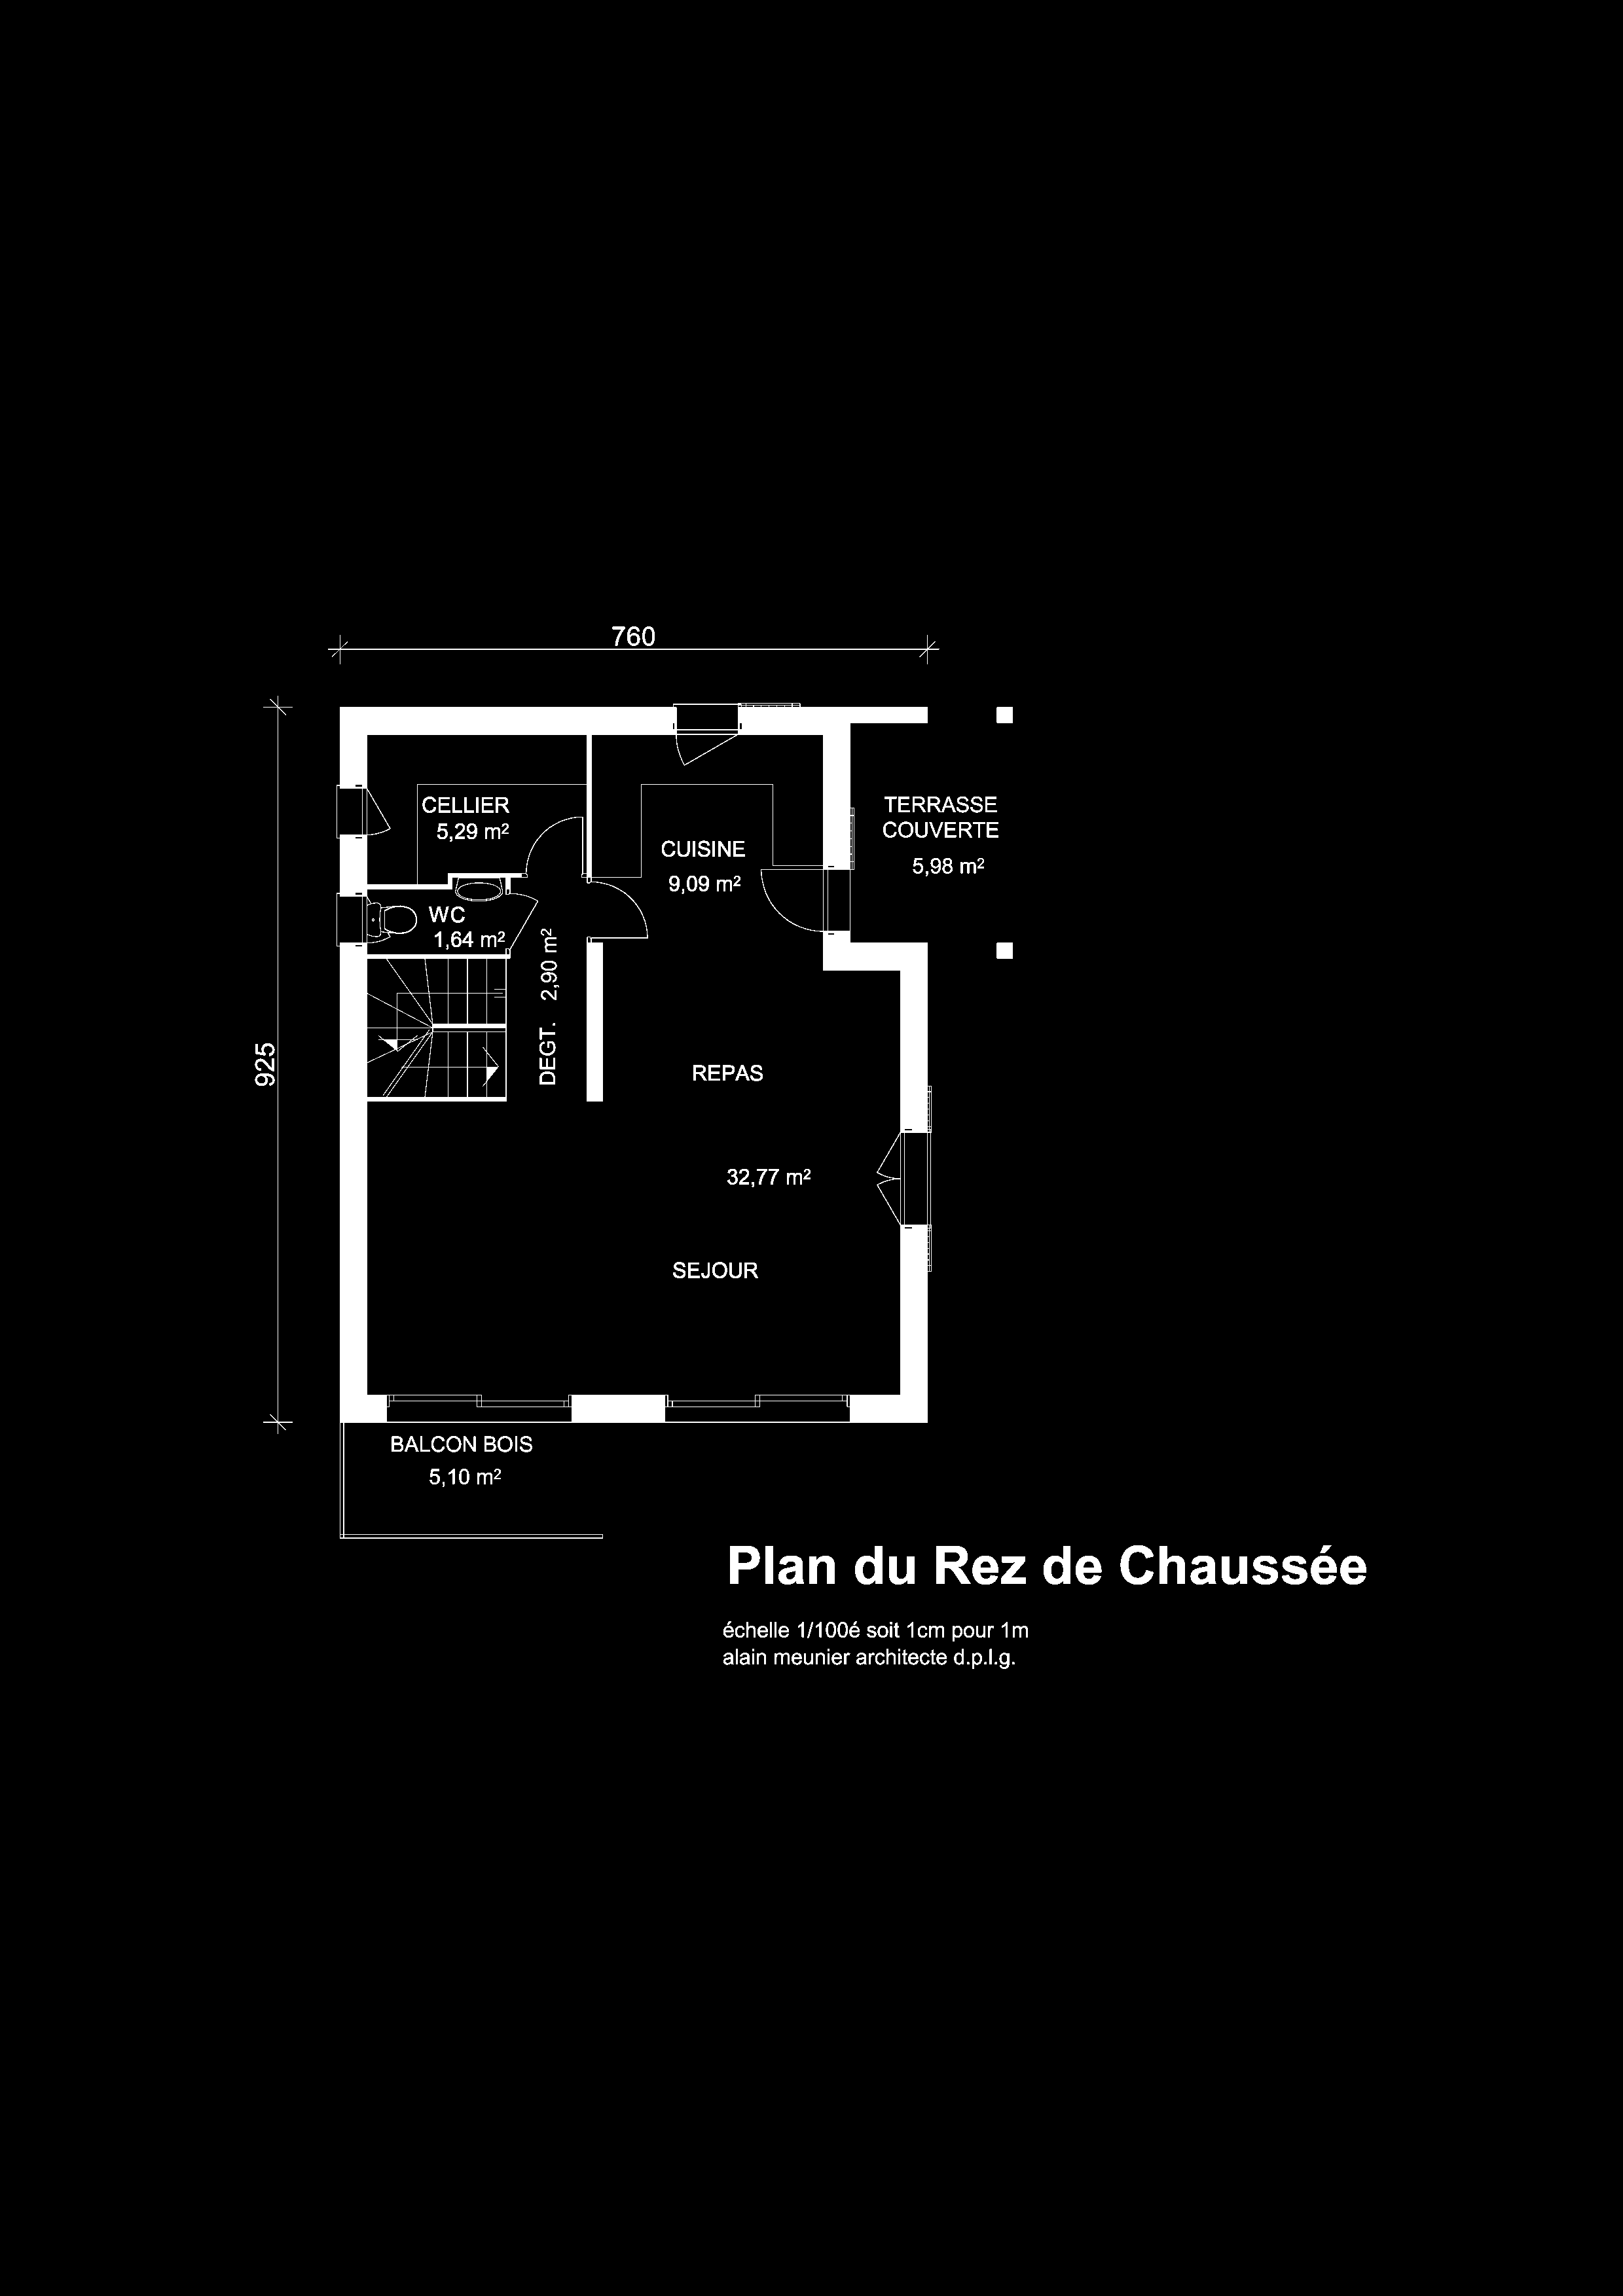 760
CELLIER
5,29 m²
TERRASSE
COUVERTE
5,98 m²
CUISINE
9,09 m²
WC
1,64 m²
DEGT. 2,90 m²
925
REPAS
32,77 m²
SEJOUR
BALCON BOIS
5,10 m²
Plan du Rez de Chaussée
échelle 1/100é soit 1cm pour 1m
alain meunier architecte d.p.l.g.